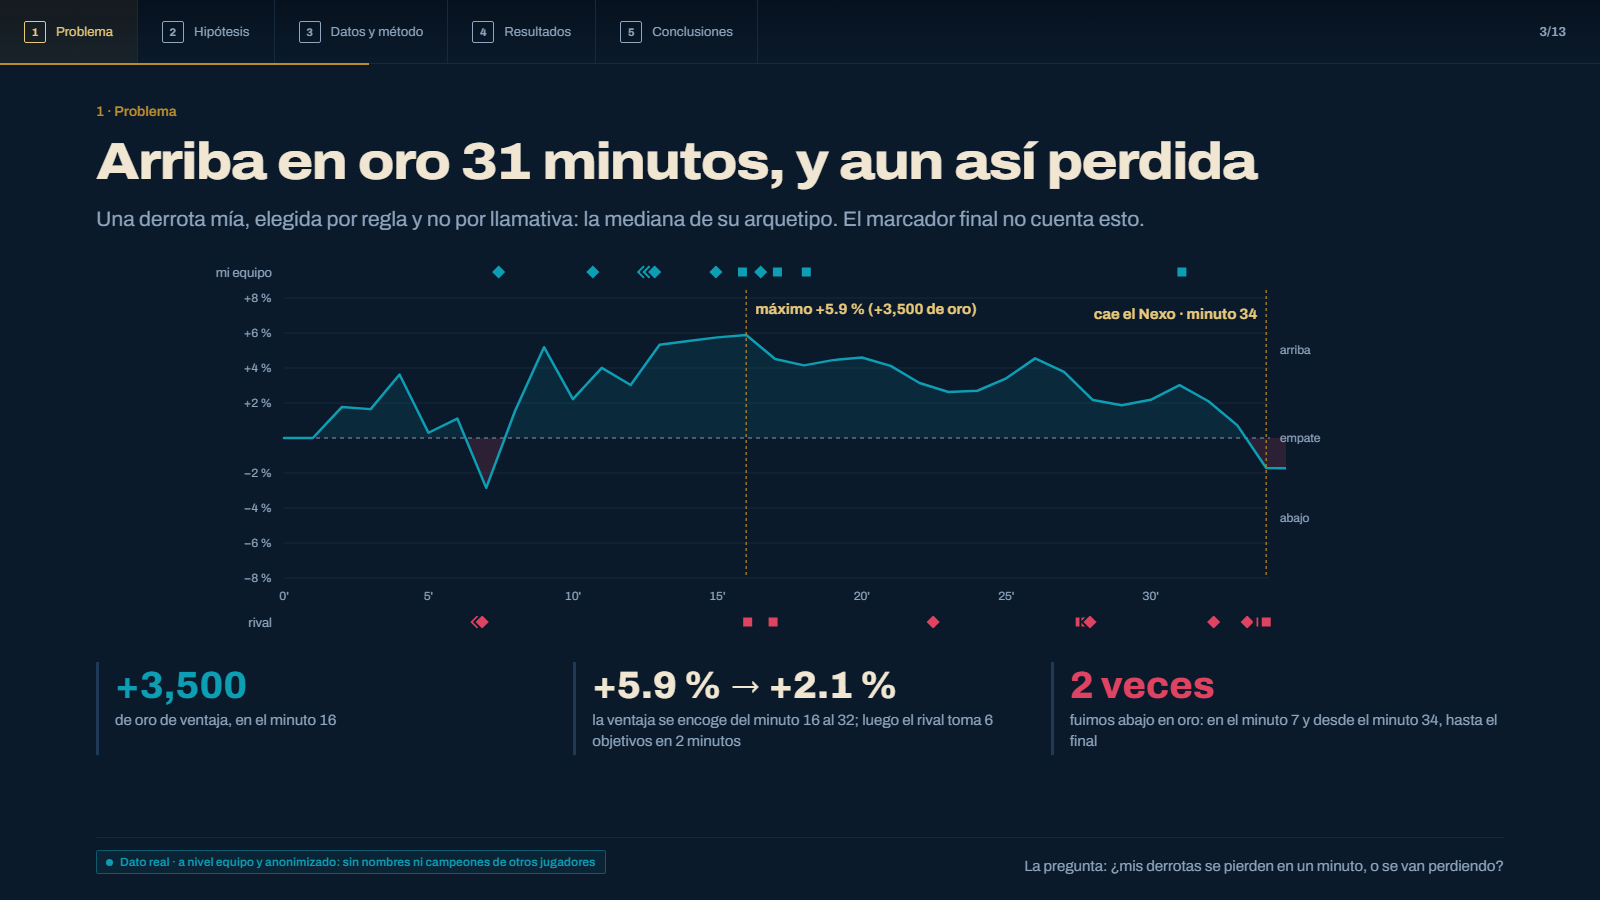 1 Problema
2 Hipótesis
3 Datos y método
4 Resultados
5 Conclusiones
3/13
1 · Problema
Arriba en oro 31 minutos, y aun así perdida
Una derrota mía, elegida por regla y no por llamativa: la mediana de su arquetipo. El marcador final no cuenta esto.
mi equipo
+8 %
+6 %
+4 %
+2 %
−2 %
−4 %
−6 %
−8 %
máximo +5.9 % (+3,500 de oro)
cae el Nexo · minuto 34
arriba
empate
abajo
0'
5'
10'
15'
20'
25'
30'
rival
+3,500
de oro de ventaja, en el minuto 16
+5.9 % → +2.1 %
la ventaja se encoge del minuto 16 al 32; luego el rival toma 6
objetivos en 2 minutos
2 veces
fuimos abajo en oro: en el minuto 7 y desde el minuto 34, hasta el
final
Dato real · a nivel equipo y anonimizado: sin nombres ni campeones de otros jugadores
La pregunta: ¿mis derrotas se pierden en un minuto, o se van perdiendo?